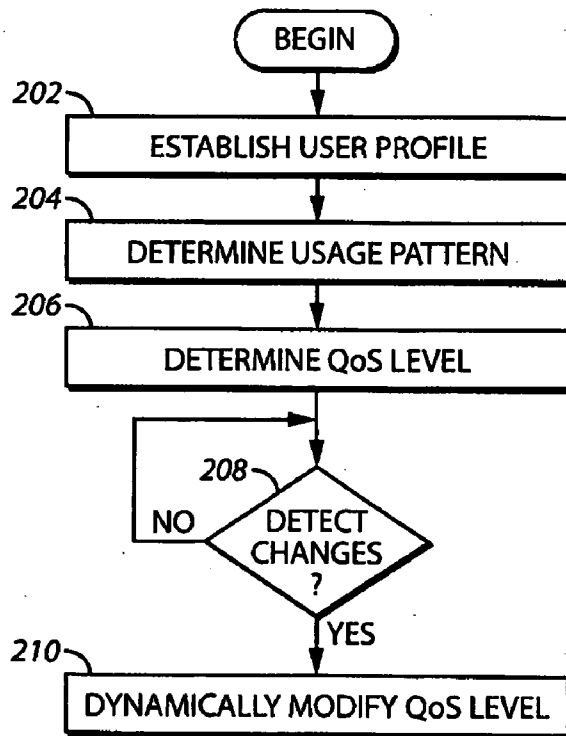 BEGIN
202
ESTABLISH USER PROFILE
204
DETERMINE USAGE PATTERN
206
DETERMINE QoS LEVEL
208
DETECT
CHANGES
?
NO
YES
210
DYNAMICALLY MODIFY QoS LEVEL